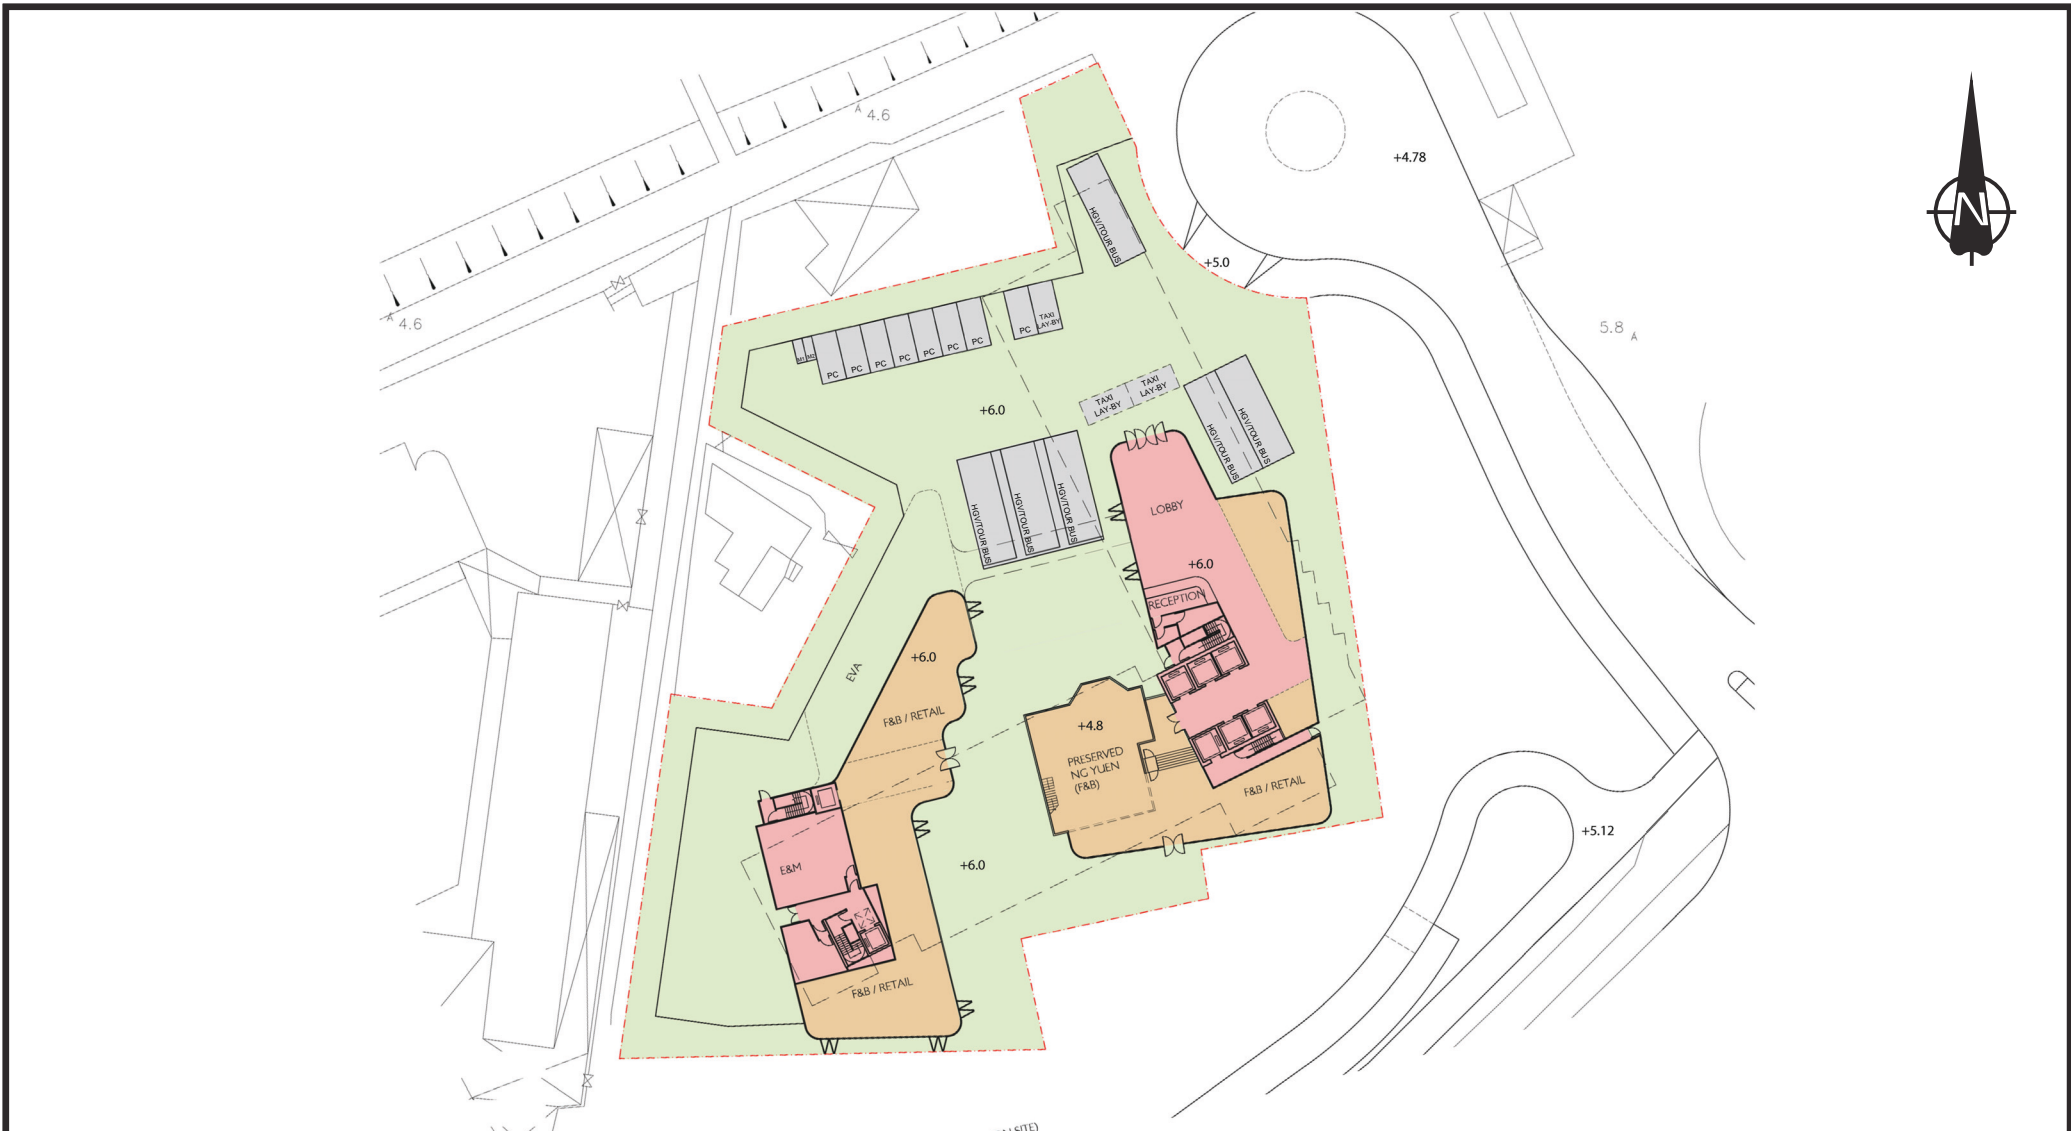 4.6
+4.78
N
HGV/TOUR BUS
+5.0
4.6
5.8
PC
TAXI
LAY-BY
M1
M2
PC
PC
PC
PC
PC
PC
PC
TAXI
LAY-BY
TAXI
LAY-BY
+6.0
HGV/TOUR BUS
HGV/TOUR BUS
HGV/TOUR BUS
HGV/TOUR BUS
HGV/TOUR BUS
LOBBY
+6.0
RECEPTION
+6.0
EVA
F&B / RETAIL
+4.8
PRESERVED
NG YUEN
(F&B)
F&B / RETAIL
+5.12
E&M
+6.0
F&B / RETAIL